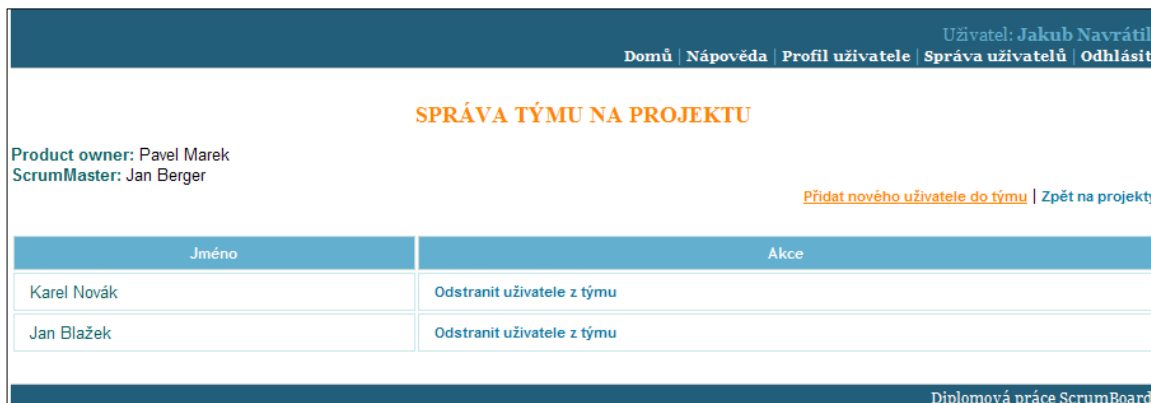 Uživatel: Jakub Navrátil
Domů | Nápověda | Profil uživatele | Správa uživatelů | Odhlásit
SPRÁVA TÝMU NA PROJEKTU
Product owner: Pavel Marek
ScrumMaster: Jan Berger
Přidat nového uživatele do týmu | Zpět na projekty
Jméno Akce
Karel Novák Odstranit uživatele z týmu
Jan Blažek Odstranit uživatele z týmu
Diplomová práce ScrumBoard